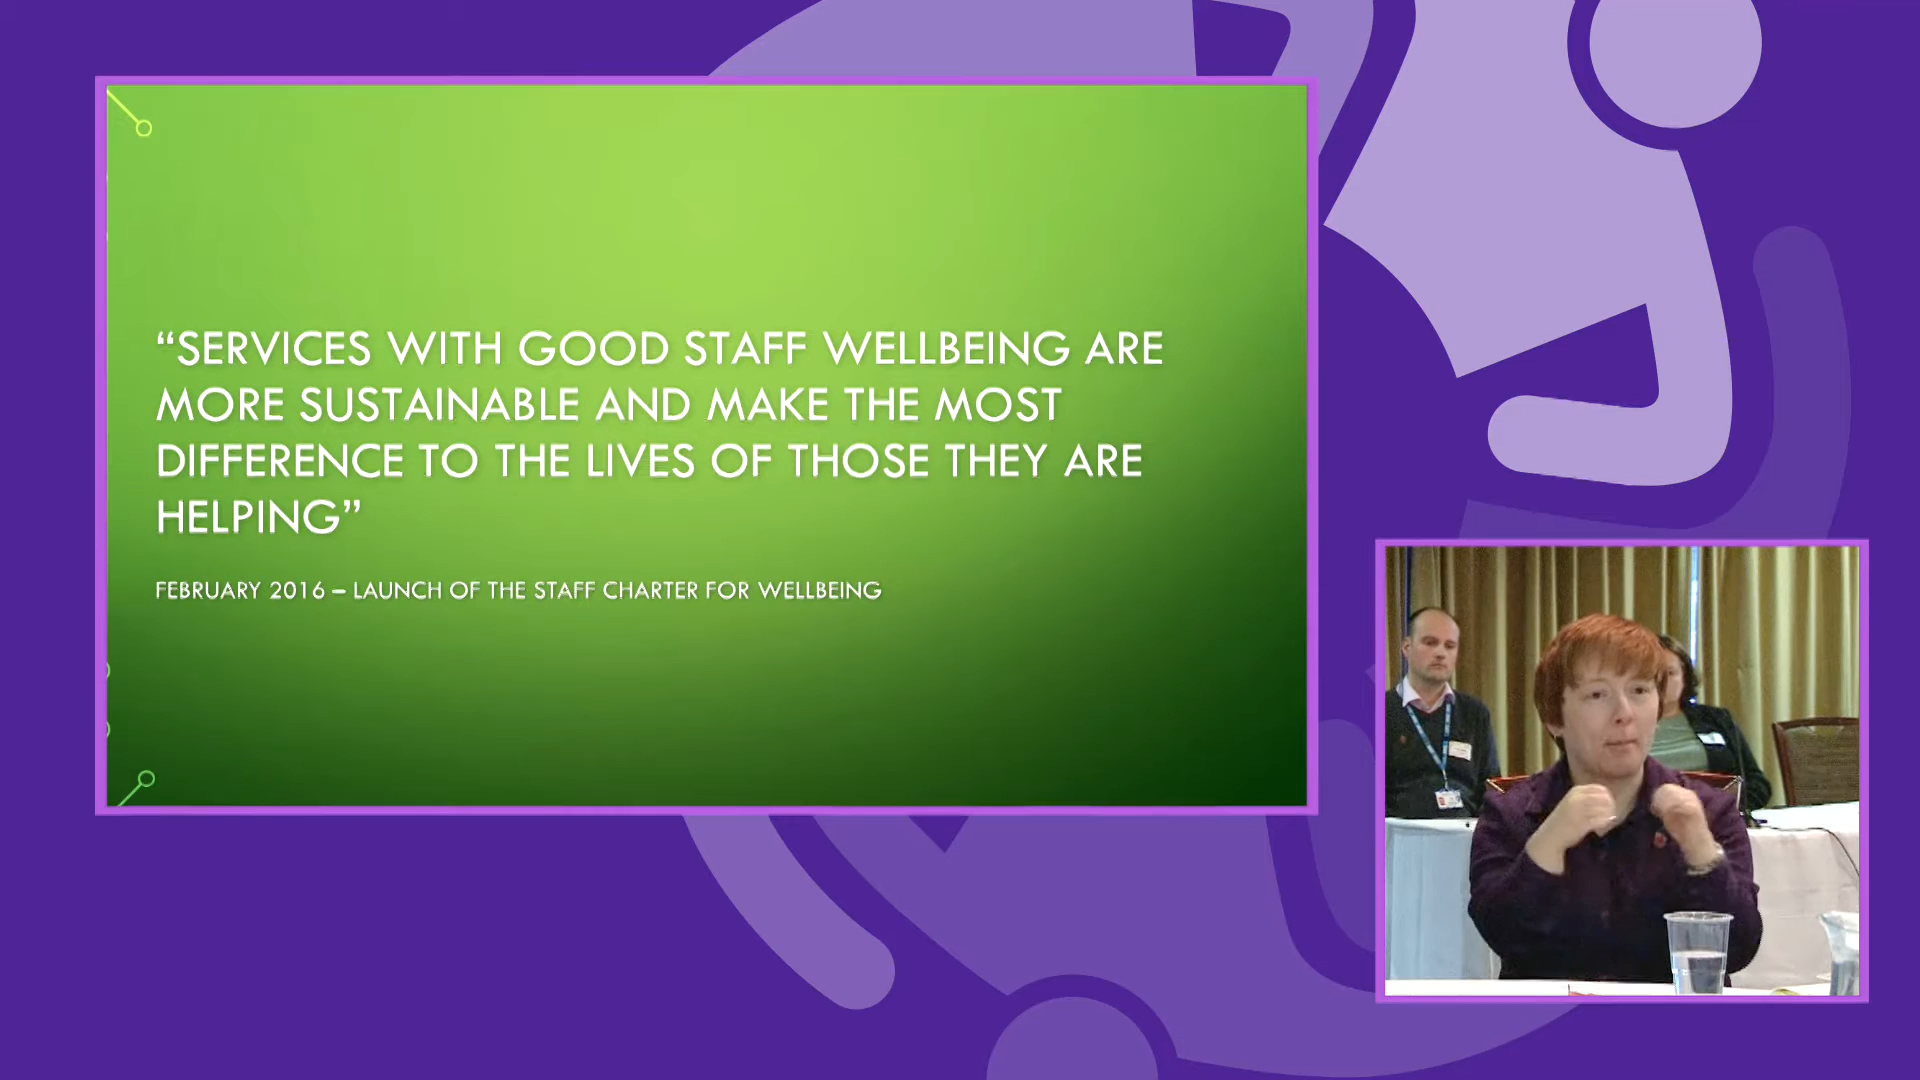 “SERVICES WITH GOOD STAFF WELLBEING ARE
MORE SUSTAINABLE AND MAKE THE MOST
DIFFERENCE TO THE LIVES OF THOSE THEY ARE
HELPING”
FEBRUARY 2016 – LAUNCH OF THE STAFF CHARTER FOR WELLBEING